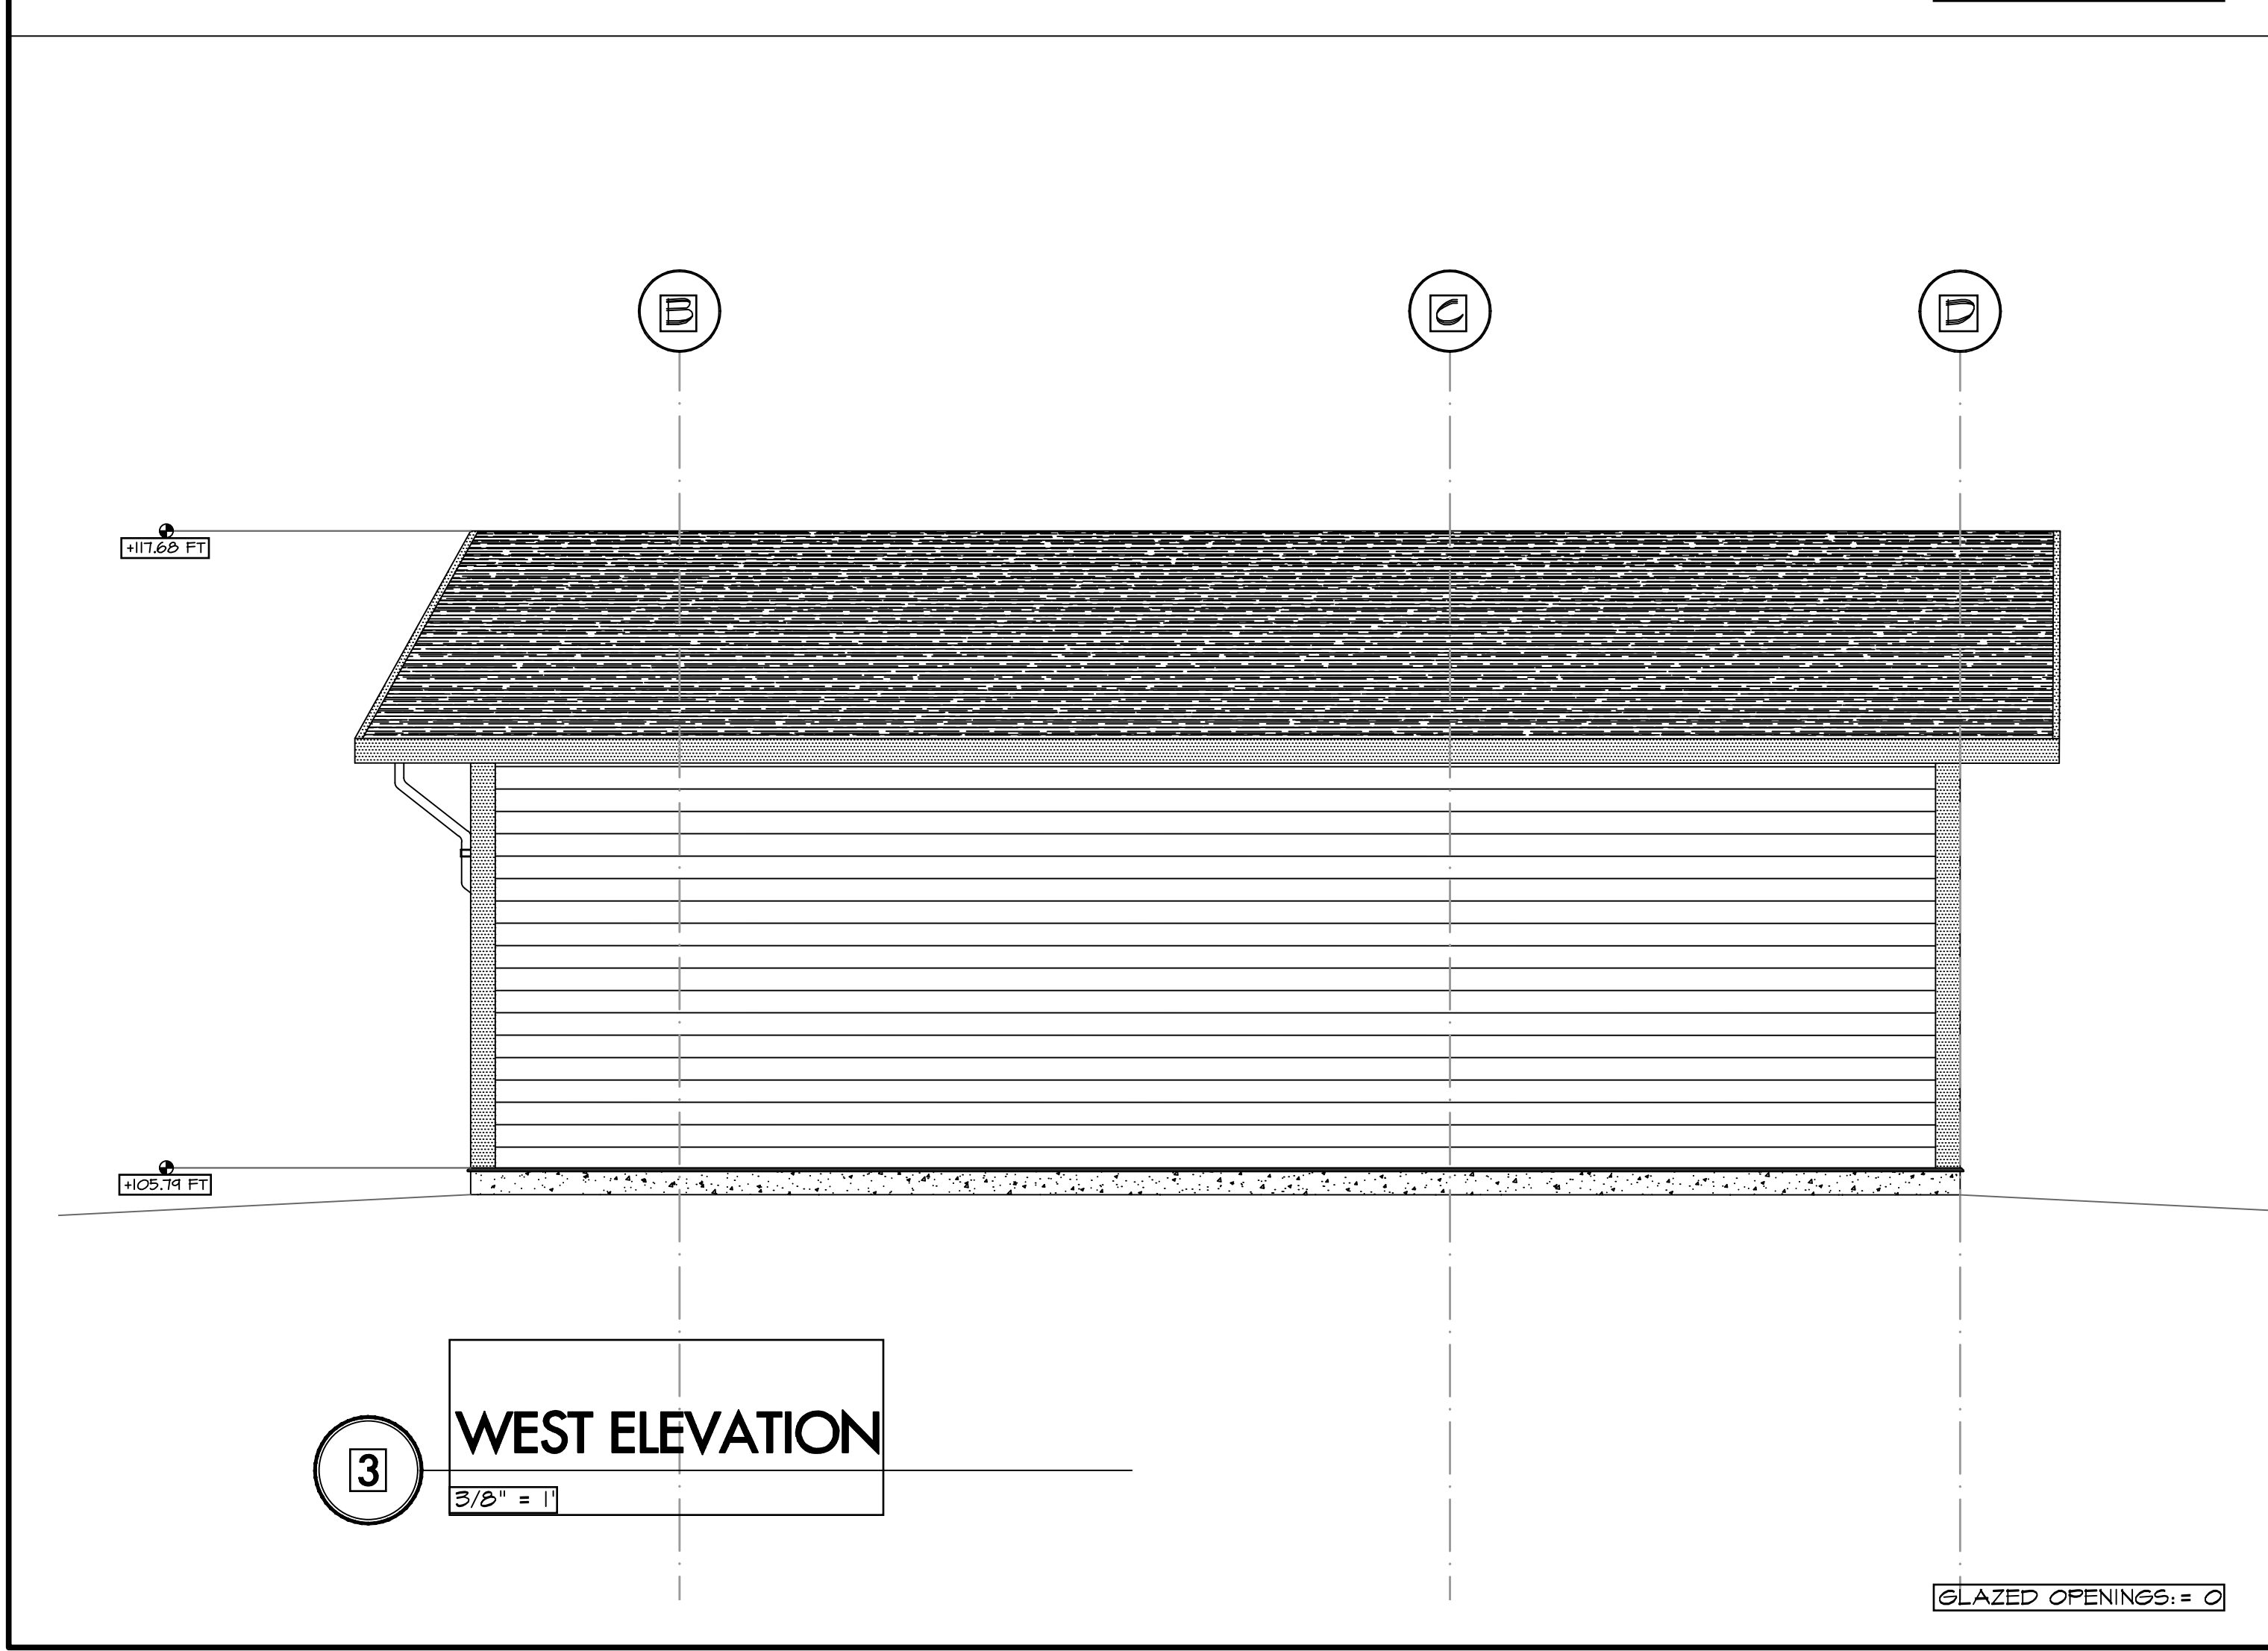 B
C
D
+117.68 FT
+105.79 FT
WEST ELEVATION
3
3/8" = 1'
GLAZED OPENINGS: = 0